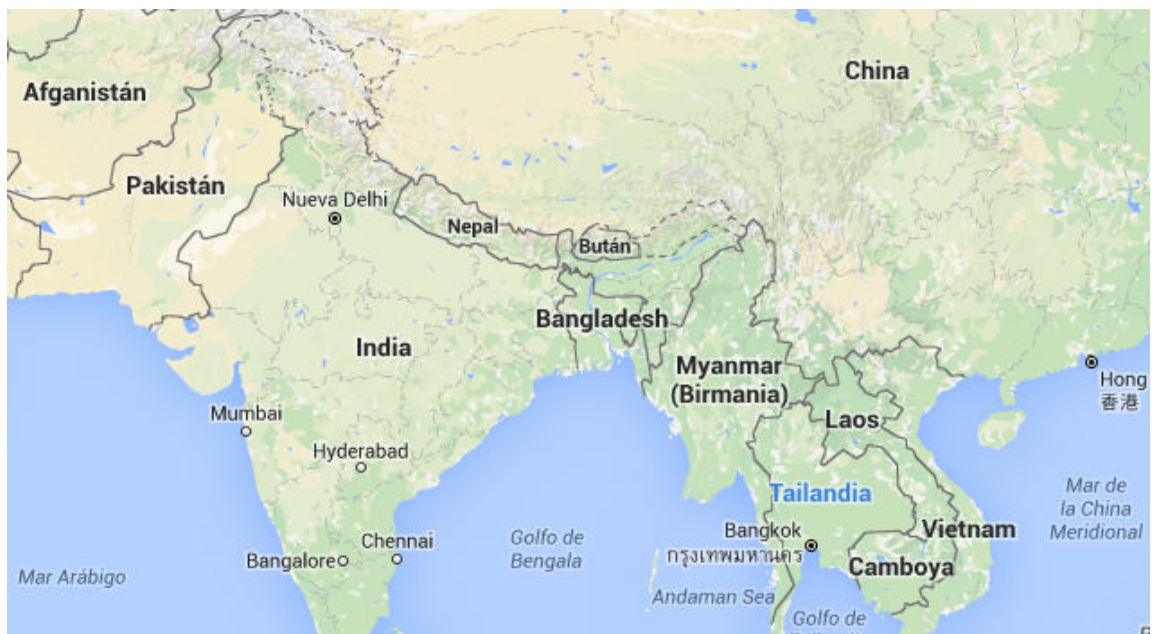 China
Afganistán
Pakistán
Nueva Delhi
Nepal
Bután
Bangladesh
India
Myanmar
(Birmania)
Hong
香港
Mumbai
Laos
Hyderabad
Tailandia
Mar de
la China
Meridional
Vietnam
Bangkok
กรุงเทพมหานคร
Golfo de
Bengala
Chennai
Bangalore
Camboya
Mar Arábigo
Andaman Sea
Golfo de